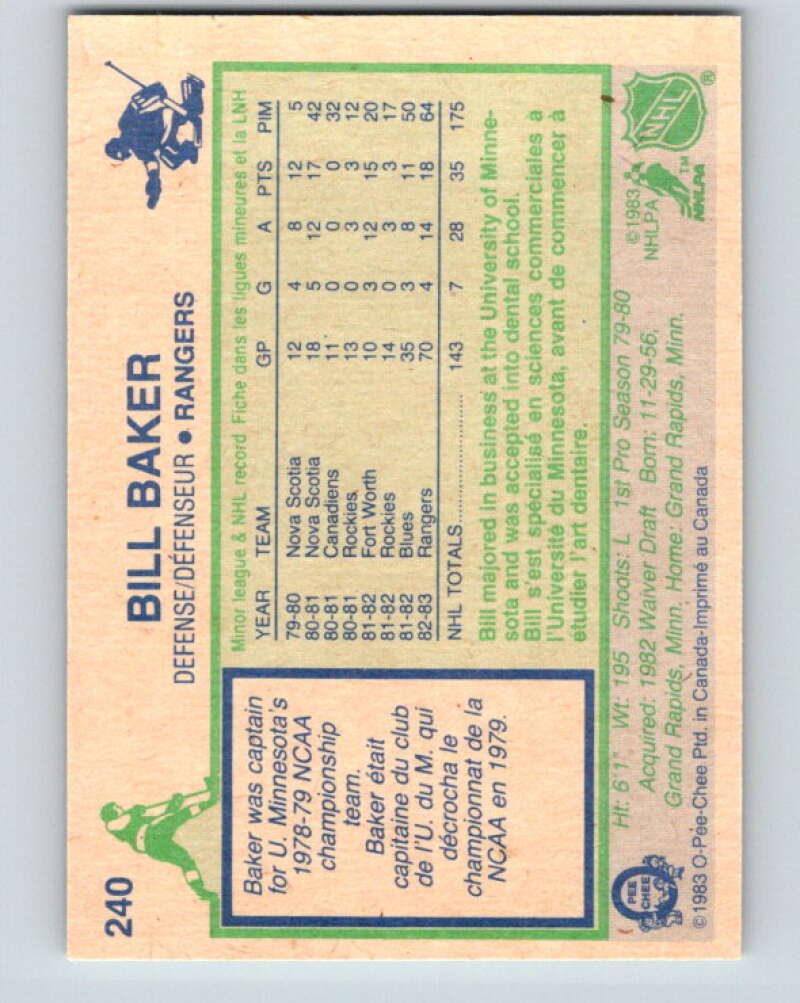 240
BILL BAKER
DEFENSE/DÉFENSEUR • RANGERS
Baker was captain
for U. Minnesota's
1978-79 NCAA
championship
team.
Baker était
capitaine du club
de l'U. du M. qui
décrocha le
championnat de la
NCAA en 1979.
Minor league & NHL record Fiche dans les ligues mineures et la LNH
YEAR TEAM GP G A PTS PIM
79-80 Nova Scotia 12 4 8 12 5
80-81 Nova Scotia 18 5 12 17 42
80-81 Canadiens 11 0 0 0 32
80-81 Rockies 13 0 3 3 12
81-82 Fort Worth 10 3 12 15 20
81-82 Rockies 14 0 3 3 17
81-82 Blues 35 3 8 11 50
82-83 Rangers 70 4 14 18 64
NHL TOTALS 143 7 28 35 175
Bill majored in business at the University of Minne-
sota and was accepted into dental school.
Bill s'est spécialisé en sciences commerciales à
l'Université du Minnesota, avant de commencer à
étudier l'art dentaire.
Ht: 6'1" Wt: 195 Shoots: L 1st Pro Season 79-80
Acquired: 1982 Waiver Draft Born: 11-29-56,
Grand Rapids, Minn. Home: Grand Rapids, Minn.
©1983
NHLPA
NHL ®
TM
NHLPA
O PEE CHEE
©1983 O-Pee-Chee Ptd. in Canada-Imprimé au Canada